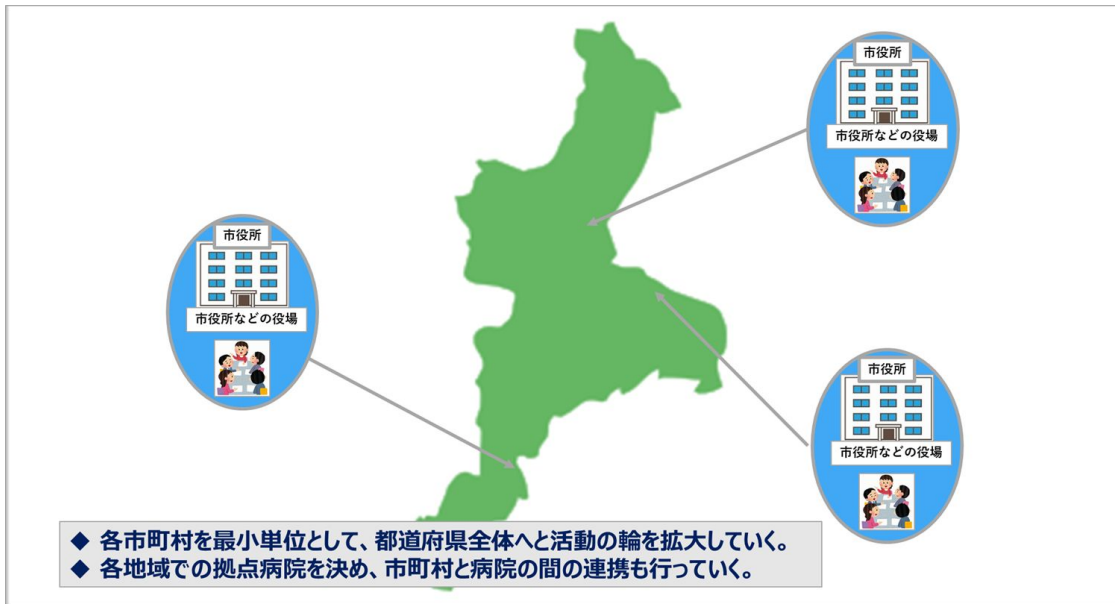 市役所
市役所などの役場
市役所
市役所などの役場
市役所
市役所などの役場
◆ 各市町村を最小単位として、都道府県全体へと活動の輪を拡大していく。
◆ 各地域での拠点病院を決め、市町村と病院の間の連携も行っていく。